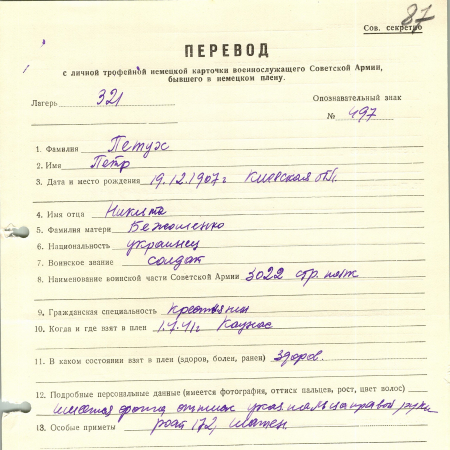 87
Сов. секретно
ПЕРЕВОД
с личной трофейной немецкой карточки военнослужащего Советской Армии,
бывшего в немецком плену.
Лагерь 321
Опознавательный знак
№ 497
1. Фамилия Петух
2. Имя Петр
3. Дата и место рождения 19.12.1907г Киевская обл.
4. Имя отца Никита
5. Фамилия матери
6. Национальность украинец
7. Воинское звание солдат
8. Наименование воинской части Советской Армии 3022 стр. полк
9. Гражданская специальность крестьянин
10. Когда и где взят в плен 1.7.41г Каунас
11. В каком состоянии взят в плен (здоров, болен, ранен) здоров.
12. Подробные персональные данные (имеется фотография, оттиск пальцев, рост, цвет волос)
имеется фото, оттиск указ. пальца правой руки
13. Особые приметы рост 172,